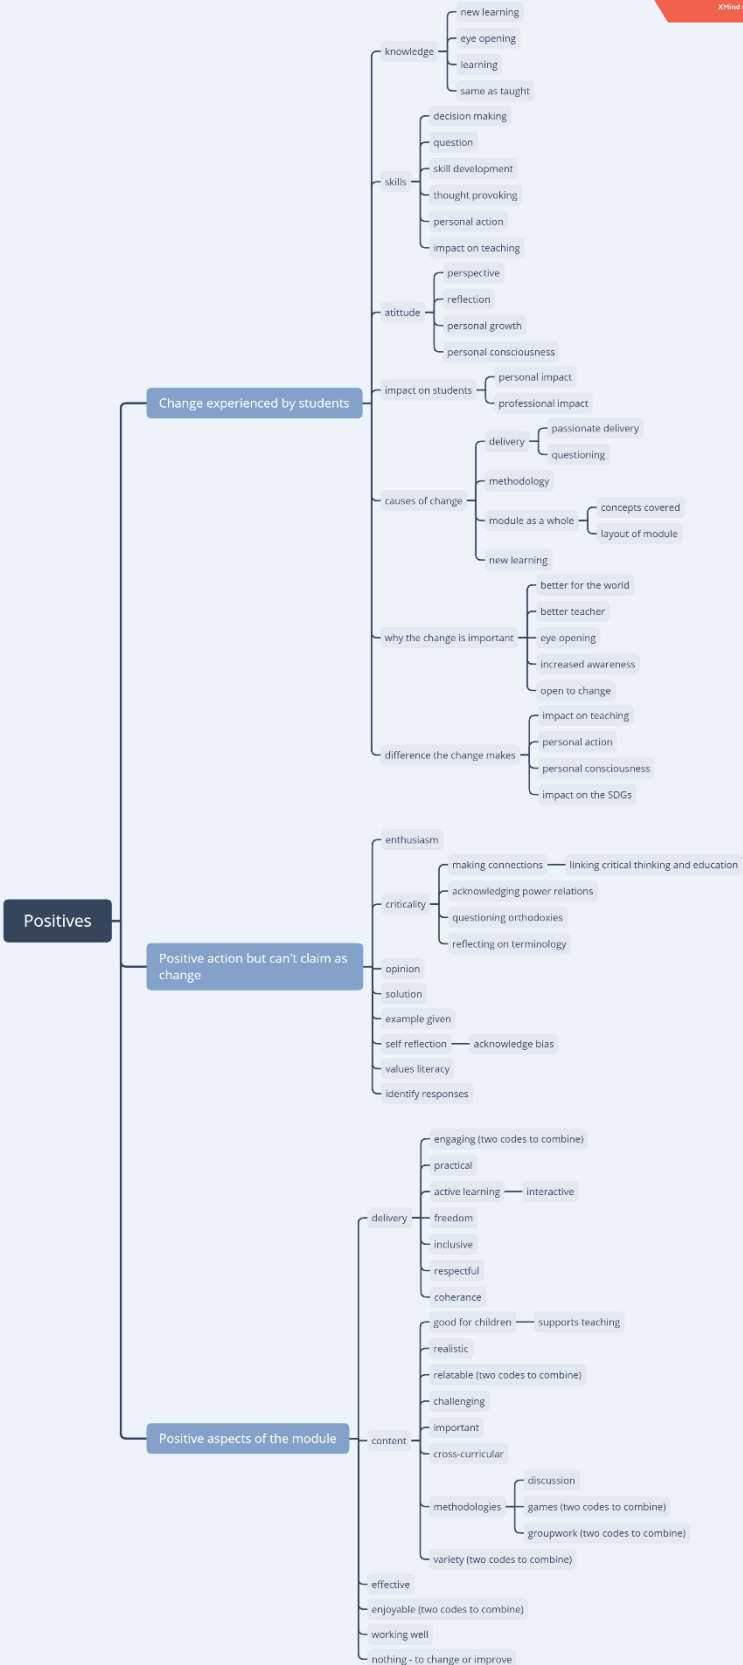 XMind
new learning
eye opening
knowledge
learning
same as taught
decision making
question
skill development
skills
thought provoking
personal action
impact on teaching
perspective
reflection
atittude
personal growth
personal consciousness
personal impact
impact on students
professional impact
Change experienced by students
passionate delivery
delivery
questioning
methodology
causes of change
concepts covered
module as a whole
layout of module
new learning
better for the world
better teacher
why the change is important
eye opening
increased awareness
open to change
impact on teaching
personal action
difference the change makes
personal consciousness
impact on the SDGs
enthusiasm
making connections
linking critical thinking and education
acknowledging power relations
criticality
questioning orthodoxies
reflecting on terminology
Positives
Positive action but can't claim as
change
opinion
solution
example given
self reflection
acknowledge bias
values literacy
identify responses
engaging (two codes to combine)
practical
active learning
interactive
delivery
freedom
inclusive
respectful
coherance
good for children
supports teaching
realistic
relatable (two codes to combine)
challenging
important
Positive aspects of the module
content
cross-curricular
discussion
methodologies
games (two codes to combine)
groupwork (two codes to combine)
variety (two codes to combine)
effective
enjoyable (two codes to combine)
working well
nothing - to change or improve